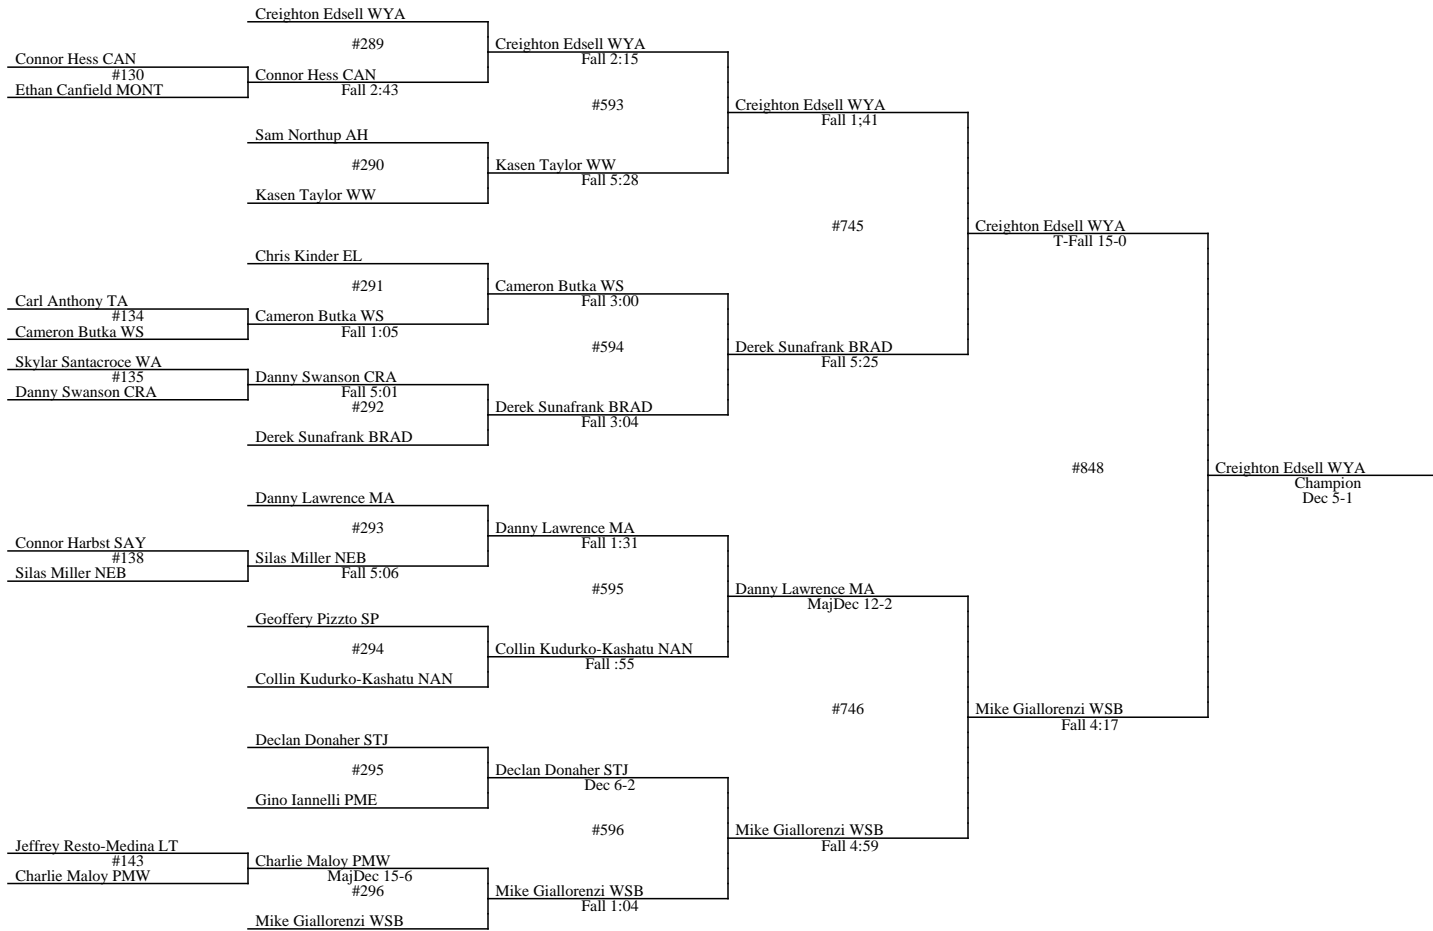 Creighton Edsell WYA
#289
Creighton Edsell WYA
Fall 2:15
Connor Hess CAN
#130
Ethan Canfield MONT
Connor Hess CAN
Fall 2:43
#593
Creighton Edsell WYA
Fall 1;41
Sam Northup AH
#290
Kasen Taylor WW
Fall 5:28
Kasen Taylor WW
#745
Creighton Edsell WYA
T-Fall 15-0
Chris Kinder EL
#291
Cameron Butka WS
Fall 3:00
Carl Anthony TA
#134
Cameron Butka WS
Cameron Butka WS
Fall 1:05
#594
Derek Sunafrank BRAD
Fall 5:25
Skylar Santacroce WA
#135
Danny Swanson CRA
Danny Swanson CRA
Fall 5:01
#292
Derek Sunafrank BRAD
Fall 3:04
Derek Sunafrank BRAD
#848
Creighton Edsell WYA
Champion
Dec 5-1
Danny Lawrence MA
#293
Danny Lawrence MA
Fall 1:31
Connor Harbst SAY
#138
Silas Miller NEB
Silas Miller NEB
Fall 5:06
#595
Danny Lawrence MA
MajDec 12-2
Geoffery Pizzto SP
#294
Collin Kudurko-Kashatu NAN
Fall :55
Collin Kudurko-Kashatu NAN
#746
Mike Giallorenzi WSB
Fall 4:17
Declan Donaher STJ
#295
Declan Donaher STJ
Dec 6-2
Gino Iannelli PME
#596
Mike Giallorenzi WSB
Fall 4:59
Jeffrey Resto-Medina LT
#143
Charlie Maloy PMW
Charlie Maloy PMW
MajDec 15-6
#296
Mike Giallorenzi WSB
Fall 1:04
Mike Giallorenzi WSB